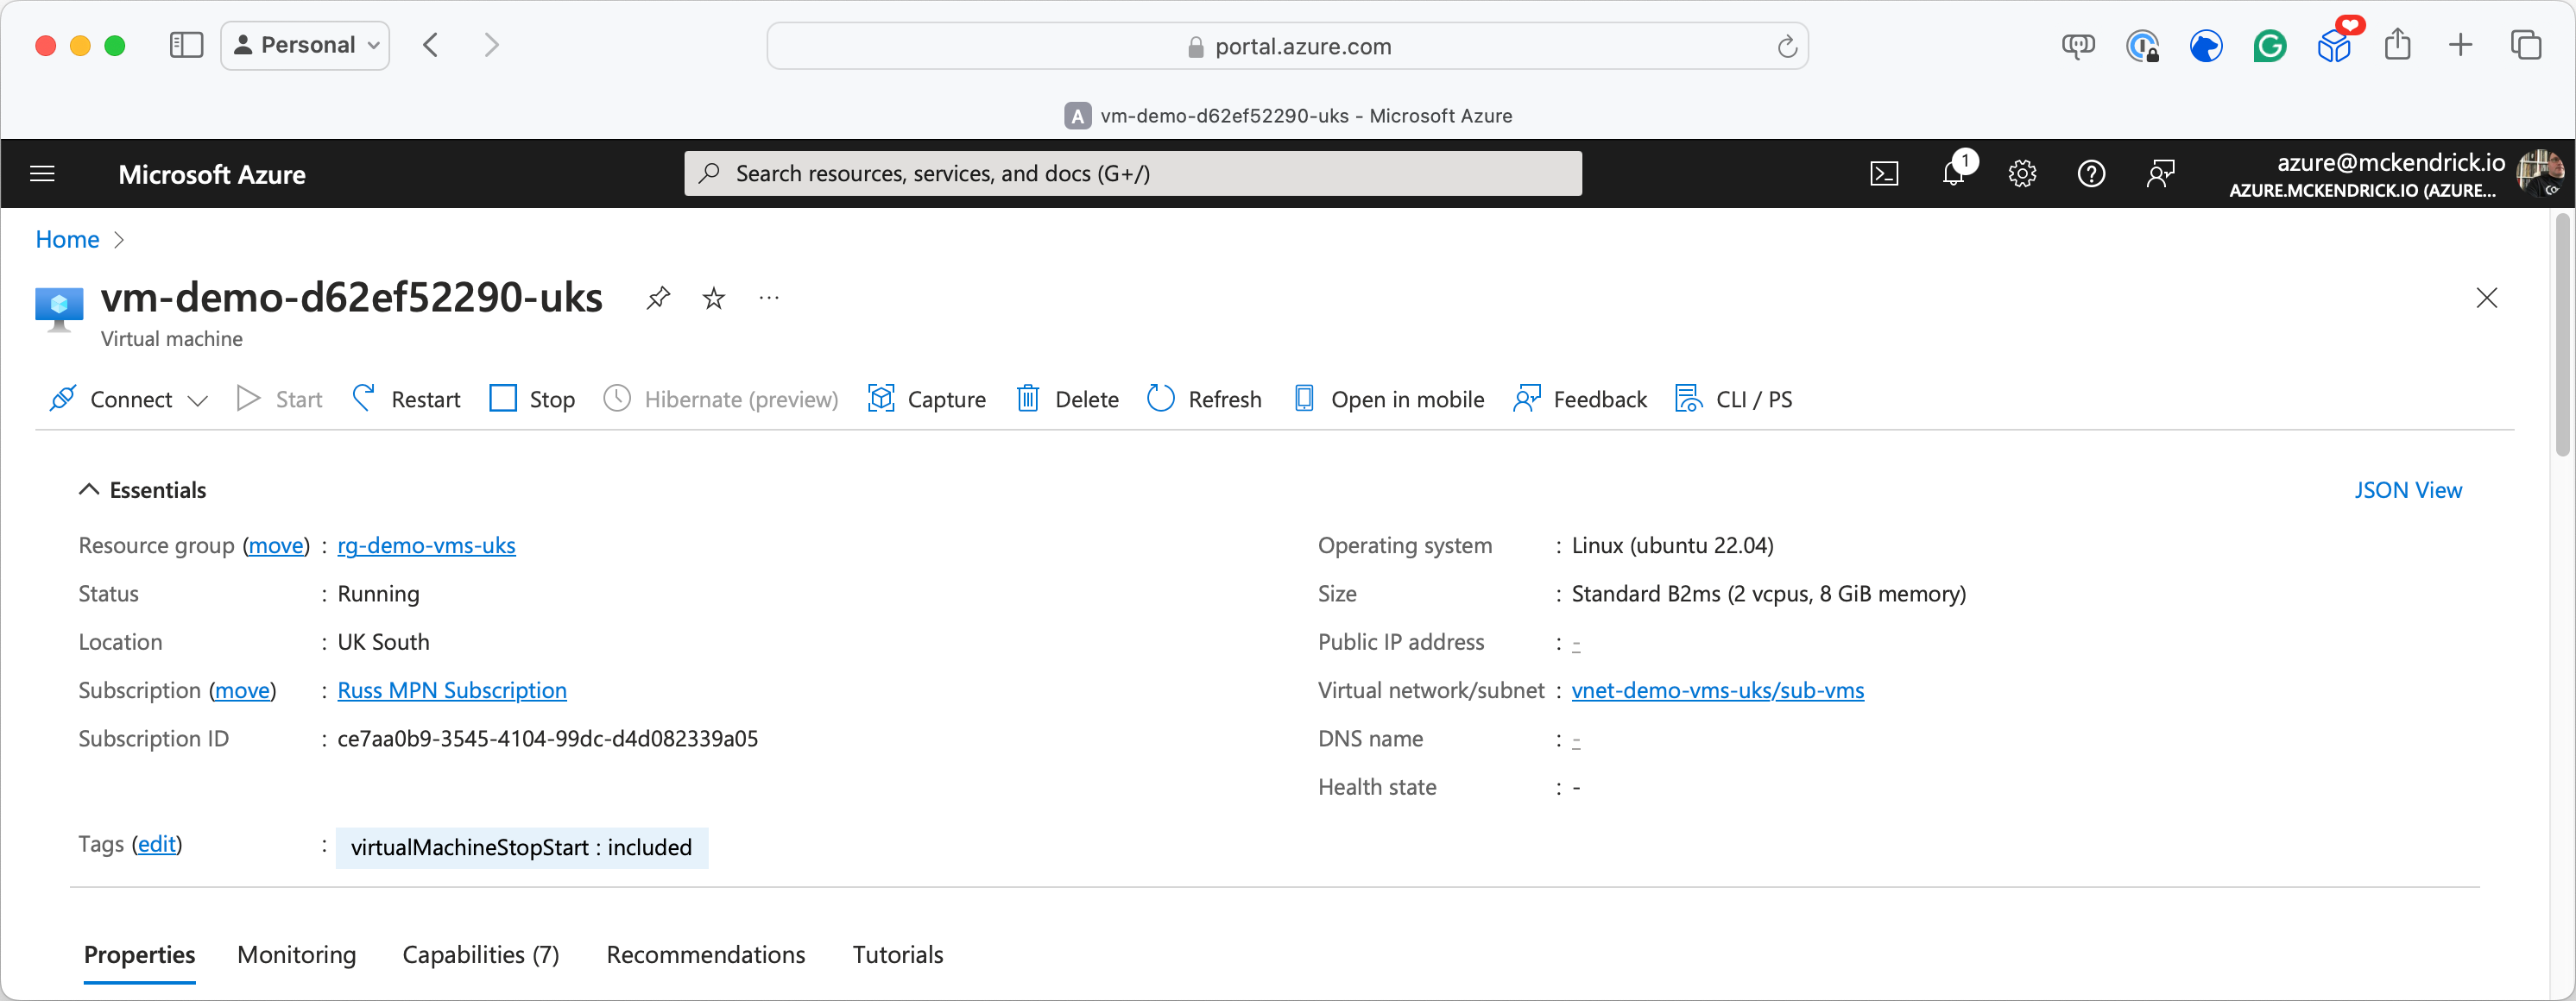 Personal
portal.azure.com
A vm-demo-d62ef52290-uks - Microsoft Azure
Microsoft Azure
Search resources, services, and docs (G+/)
1
azure@mckendrick.io
AZURE.MCKENDRICK.IO (AZURE...
Home
vm-demo-d62ef52290-uks
Virtual machine
Connect Start Restart Stop Hibernate (preview) Capture Delete Refresh Open in mobile Feedback CLI / PS
Essentials
JSON View
Resource group (move) : rg-demo-vms-uks
Status : Running
Location : UK South
Subscription (move) : Russ MPN Subscription
Subscription ID : ce7aa0b9-3545-4104-99dc-d4d082339a05
Operating system : Linux (ubuntu 22.04)
Size : Standard B2ms (2 vcpus, 8 GiB memory)
Public IP address : -
Virtual network/subnet : vnet-demo-vms-uks/sub-vms
DNS name : -
Health state : -
Tags (edit) : virtualMachineStopStart : included
Properties Monitoring Capabilities (7) Recommendations Tutorials